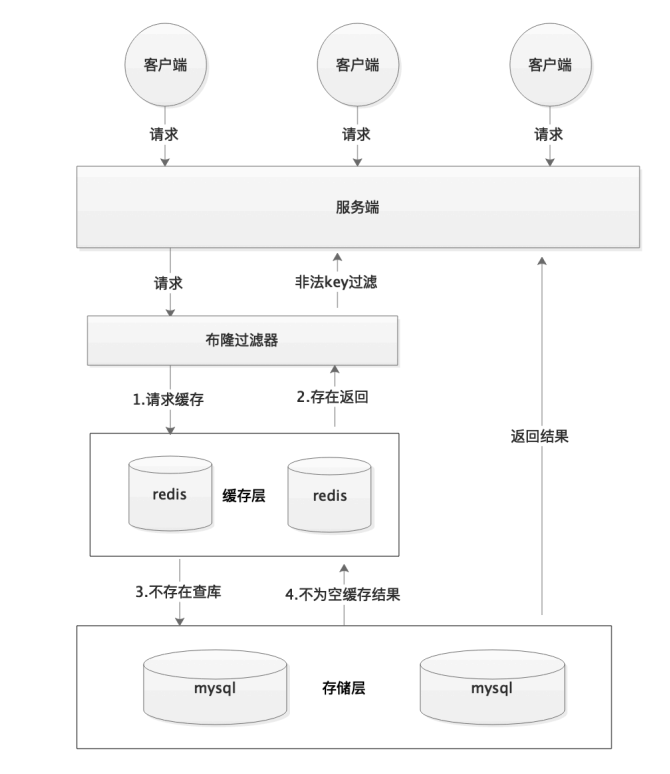 客户端
客户端
客户端
请求
请求
请求
服务端
请求
非法key过滤
布隆过滤器
1.请求缓存
2.存在返回
返回结果
redis
缓存层
redis
3.不存在查库
4.不为空缓存结果
mysql
存储层
mysql